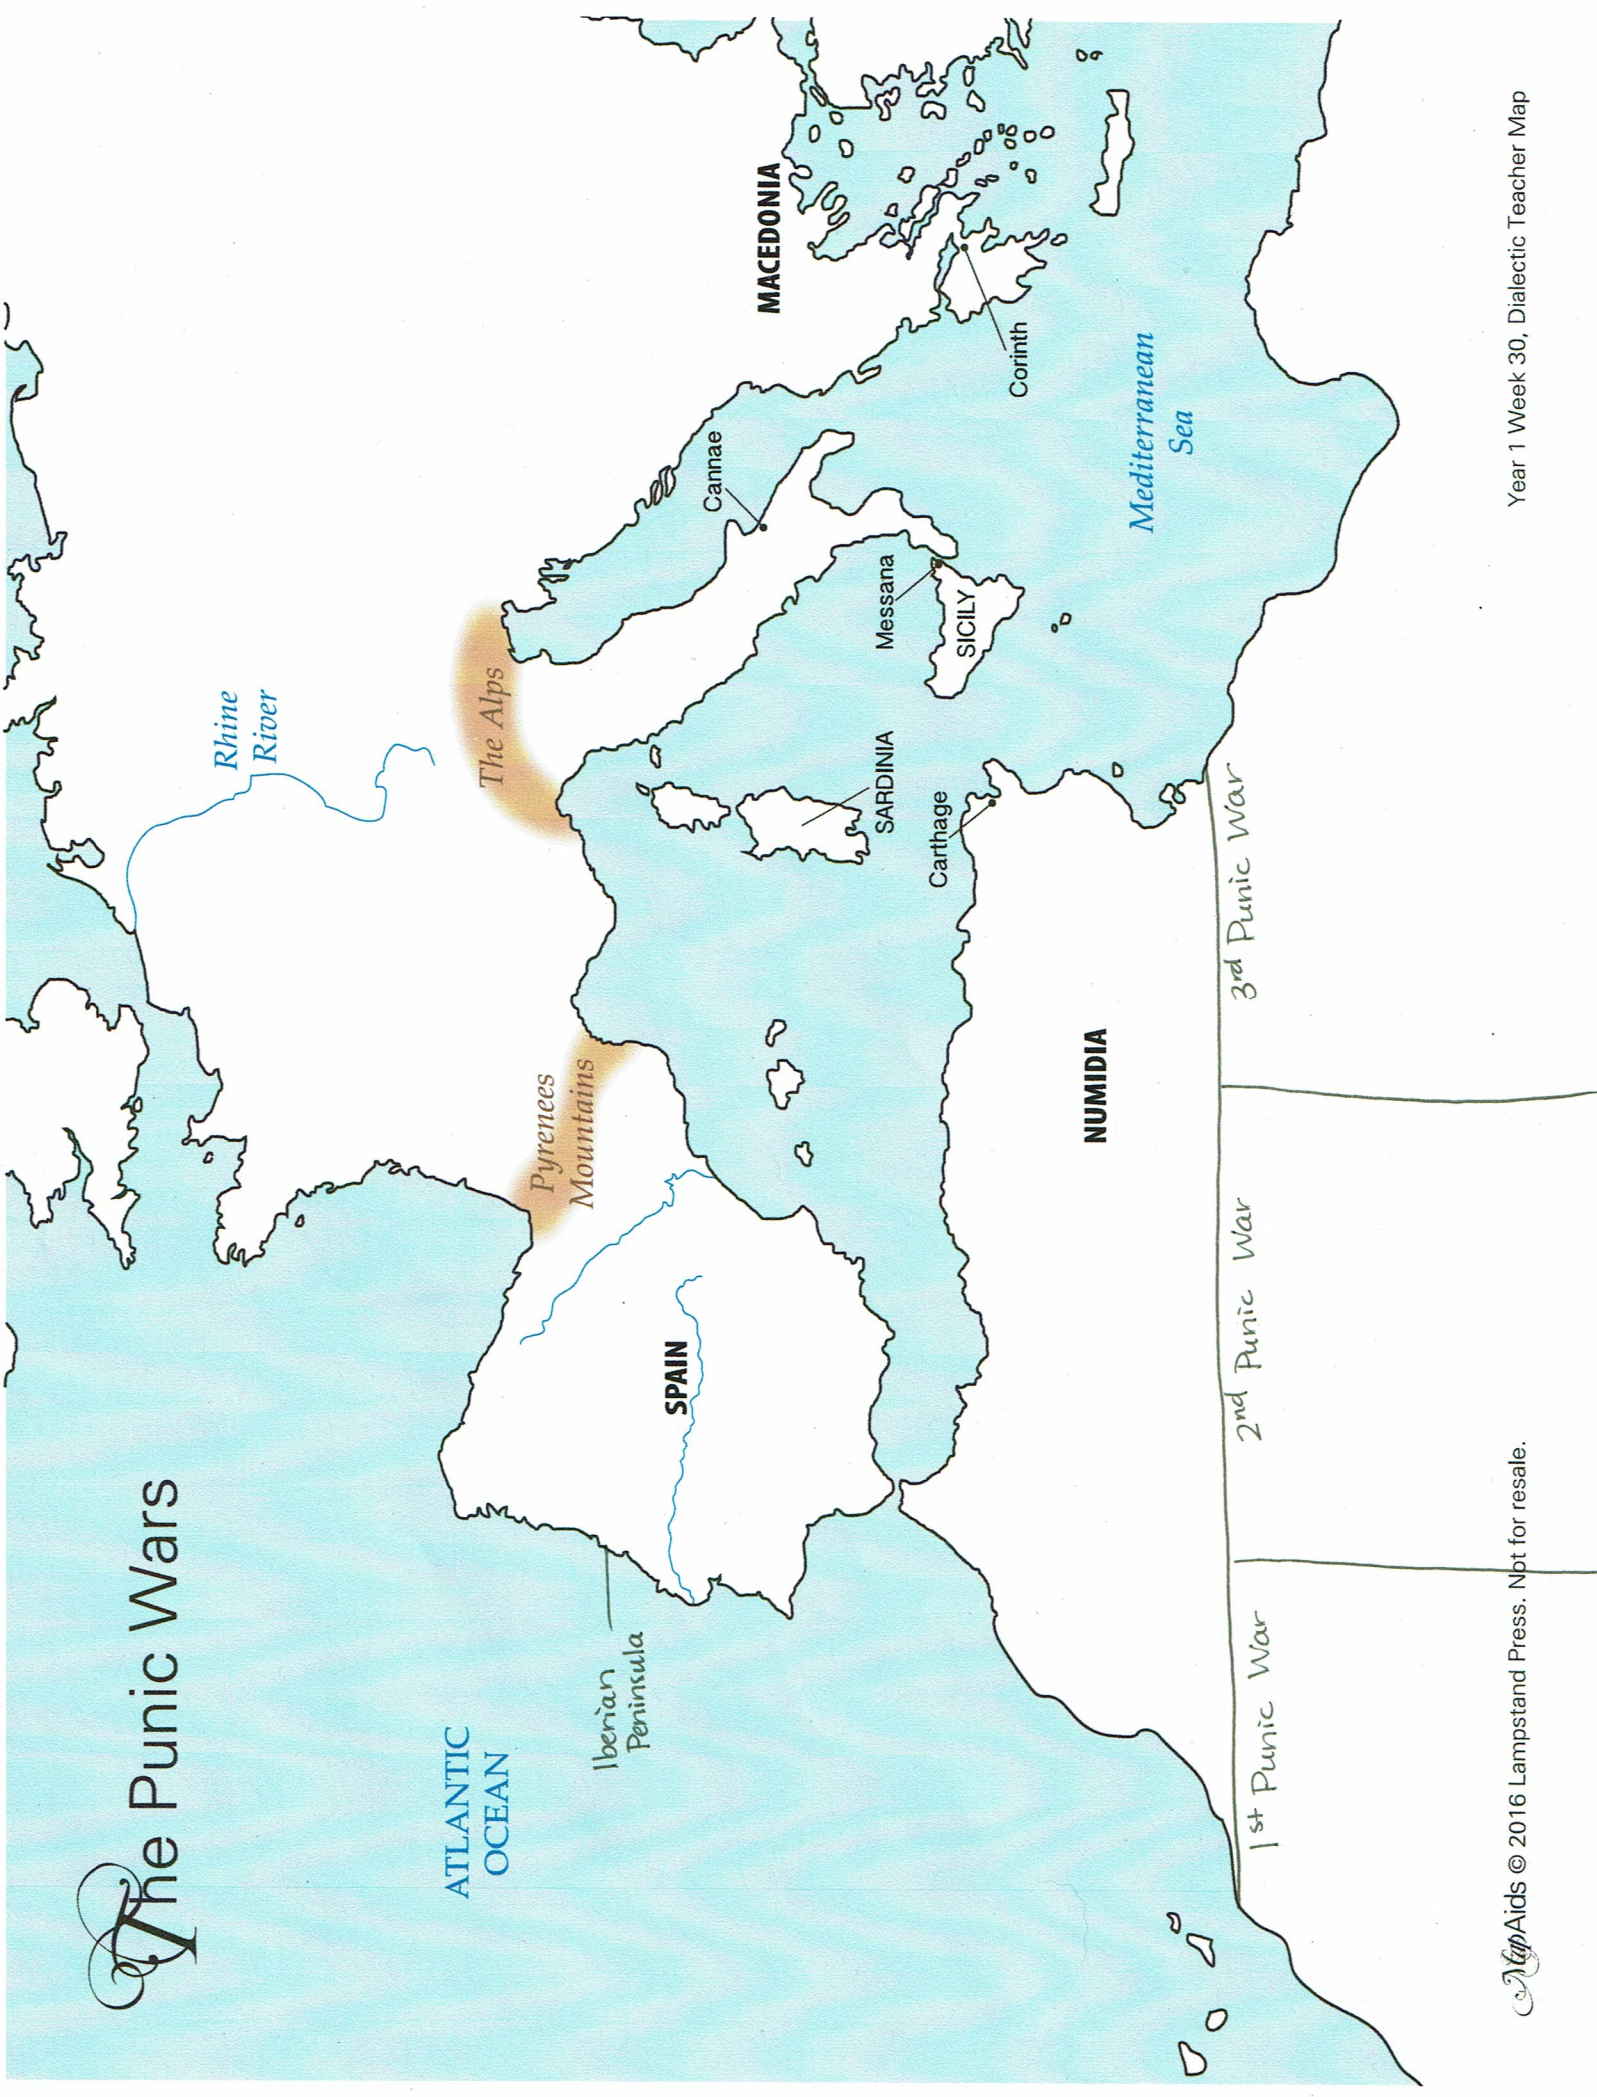 The Punic Wars
ATLANTIC
OCEAN
Iberian
Peninsula
SPAIN
Pyrenees
Mountains
Rhine
River
The Alps
MACEDONIA
Cannae
Corinth
Messana
SICILY
SARDINIA
Carthage
Mediterranean
Sea
NUMIDIA
1st Punic War
2nd Punic War
3rd Punic War
MapAids © 2016 Lampstand Press. Not for resale.
Year 1 Week 30, Dialectic Teacher Map